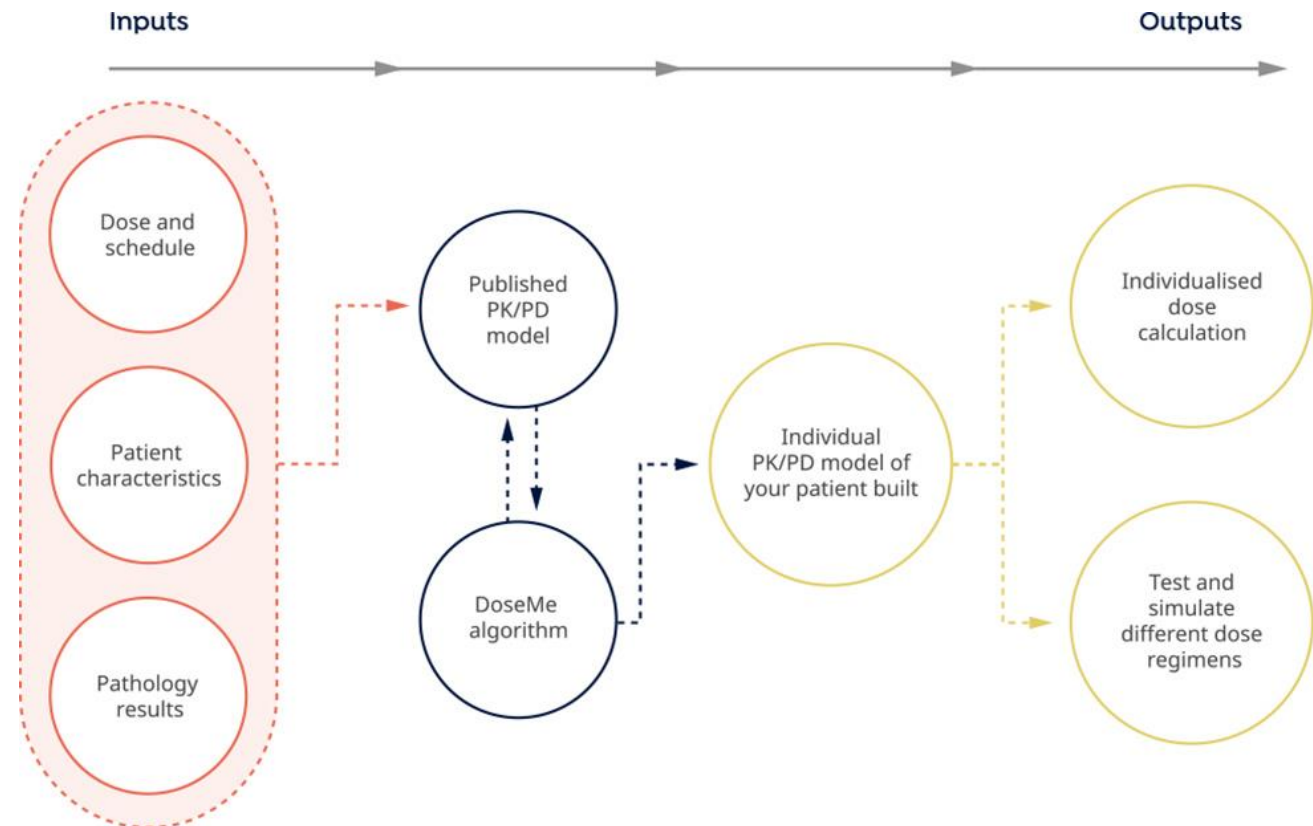 Inputs
Outputs
Dose and
schedule
Patient
characteristics
Pathology
results
Published
PK/PD
model
DoseMe
algorithm
Individual
PK/PD model of
your patient built
Individualised
dose
calculation
Test and
simulate
different dose
regimens